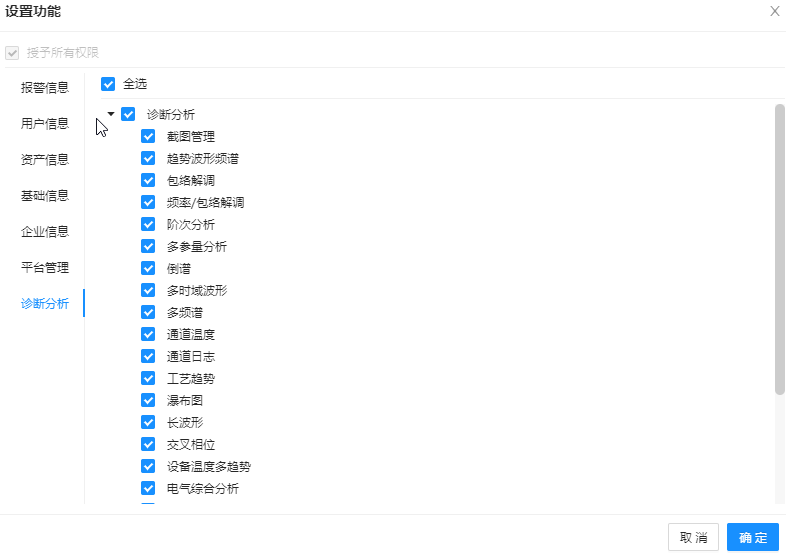 设置功能
授予所有权限
报警信息
用户信息
资产信息
基础信息
企业信息
平台管理
诊断分析
全选
诊断分析
截图管理
趋势波形频谱
包络解调
频率/包络解调
阶次分析
多参量分析
倒谱
多时域波形
多频谱
通道温度
通道日志
工艺趋势
瀑布图
长波形
交叉相位
设备温度多趋势
电气综合分析
取 消
确 定